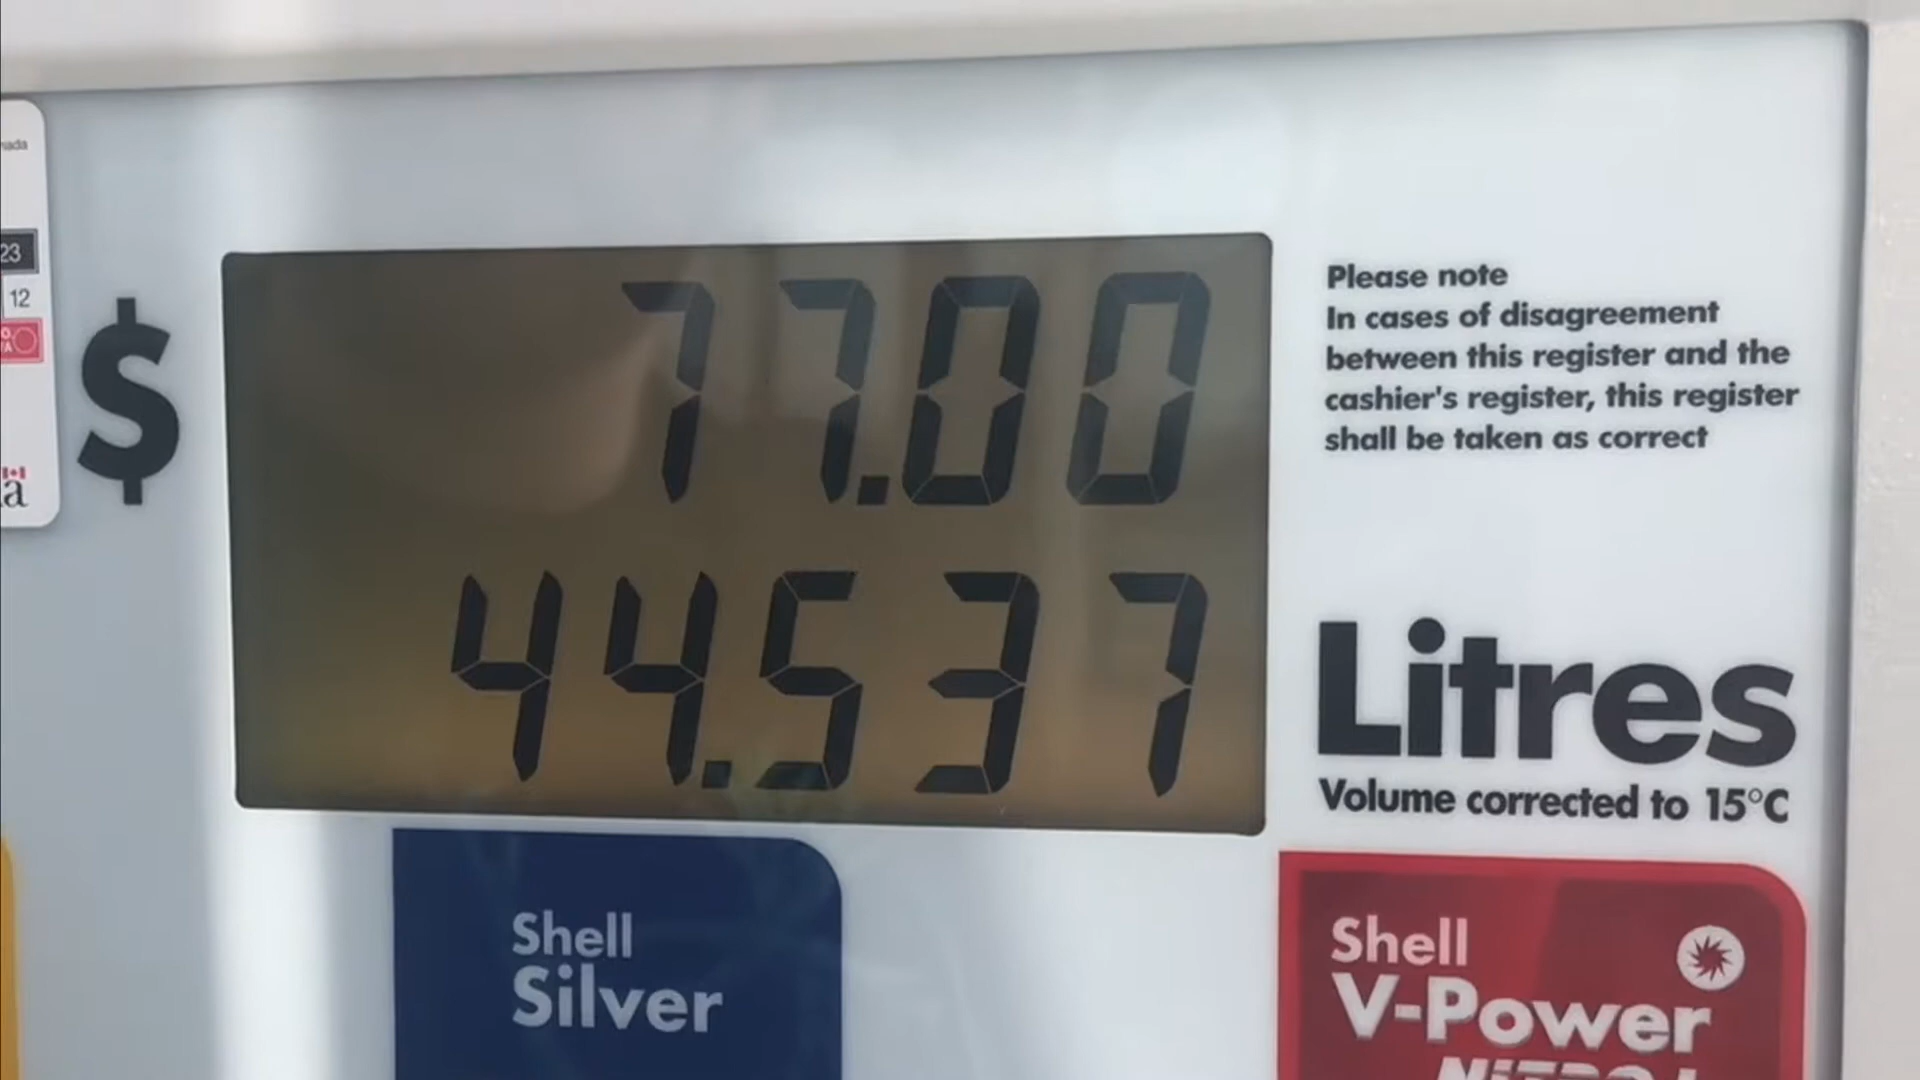 23
12
$
77.00
Please note
In cases of disagreement
between this register and the
cashier's register, this register
shall be taken as correct
44.537
Litres
Volume corrected to 15°C
Shell
Silver
Shell
V-Power